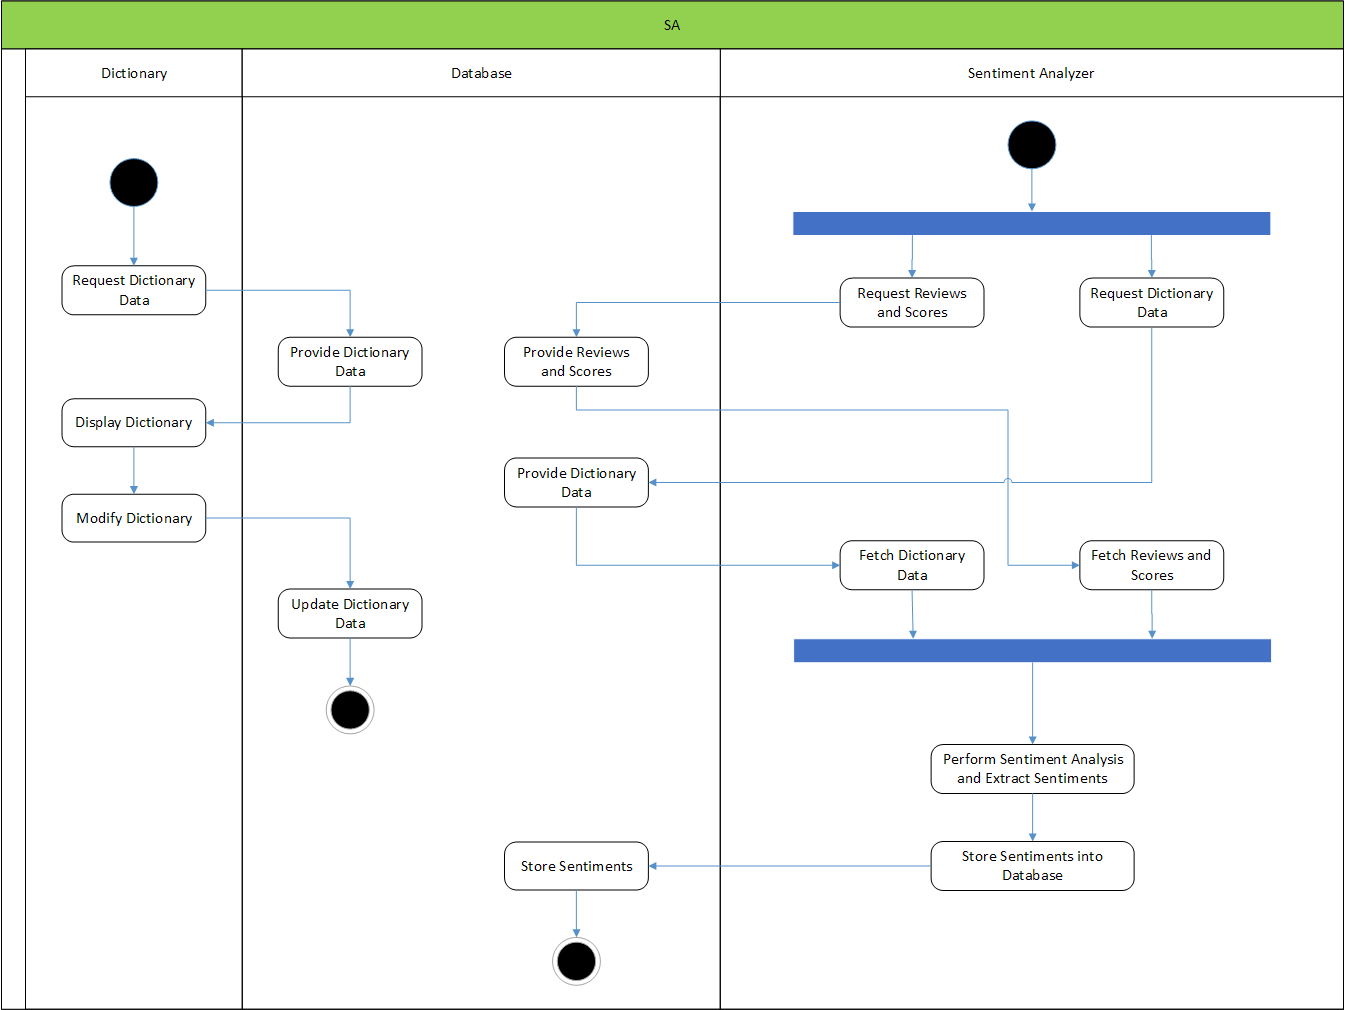 SA
Dictionary
Database
Sentiment Analyzer
Request Dictionary
Data
Request Reviews
and Scores
Request Dictionary
Data
Provide Dictionary
Data
Provide Reviews
and Scores
Display Dictionary
Provide Dictionary
Data
Modify Dictionary
Fetch Dictionary
Data
Fetch Reviews and
Scores
Update Dictionary
Data
Perform Sentiment Analysis
and Extract Sentiments
Store Sentiments
Store Sentiments into
Database